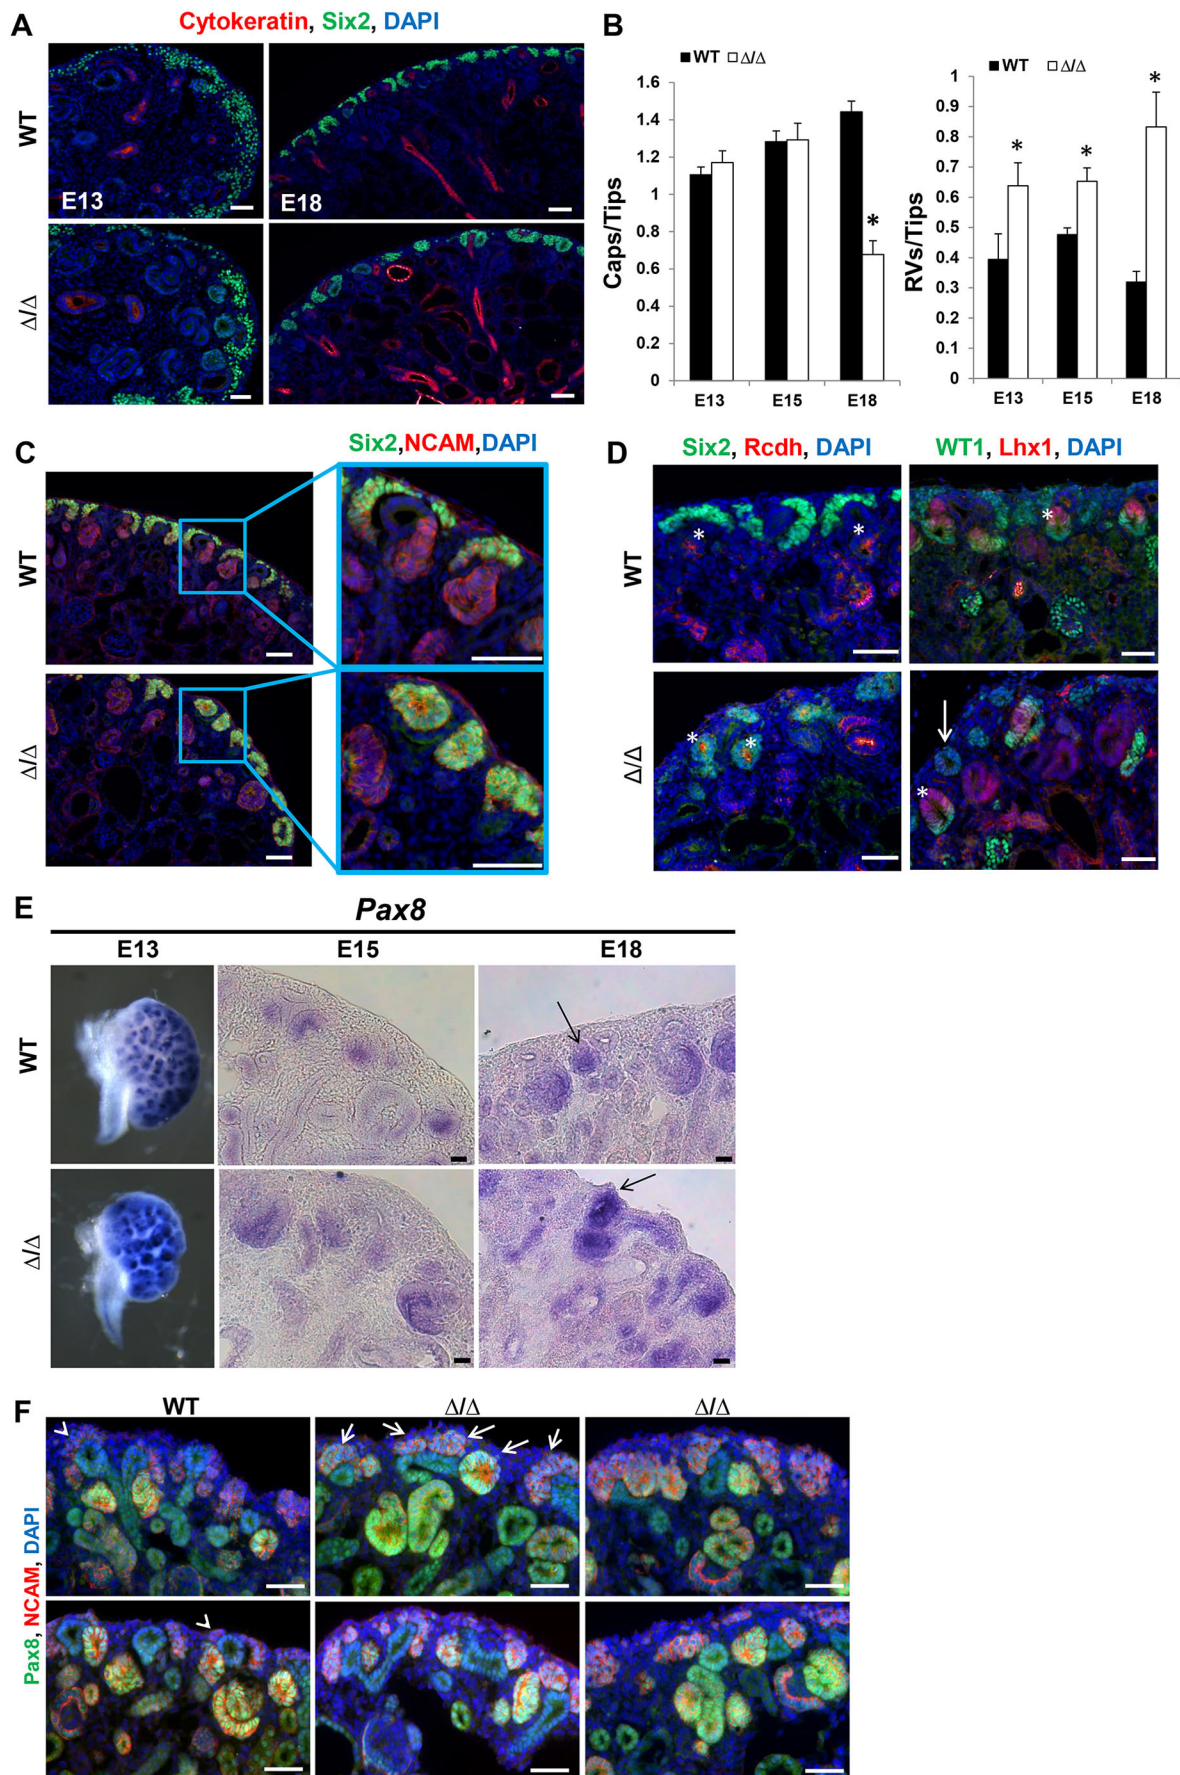 A
Cytokeratin, Six2, DAPI
WT
E13
E18
Δ/Δ
B
WT Δ/Δ
1.6
1.4
1.2
1
0.8
0.6
0.4
0.2
0
Caps/Tips
*
E13 E15 E18
WT Δ/Δ
1
0.9
0.8
0.7
0.6
0.5
0.4
0.3
0.2
0.1
0
RVs/Tips
* * *
E13 E15 E18
C
Six2,NCAM,DAPI
WT
Δ/Δ
D
Six2, Rcdh, DAPI
WT1, Lhx1, DAPI
WT
* * *
Δ/Δ
* * *
E
Pax8
E13 E15 E18
WT
Δ/Δ
F
WT Δ/Δ Δ/Δ
Pax8, NCAM, DAPI